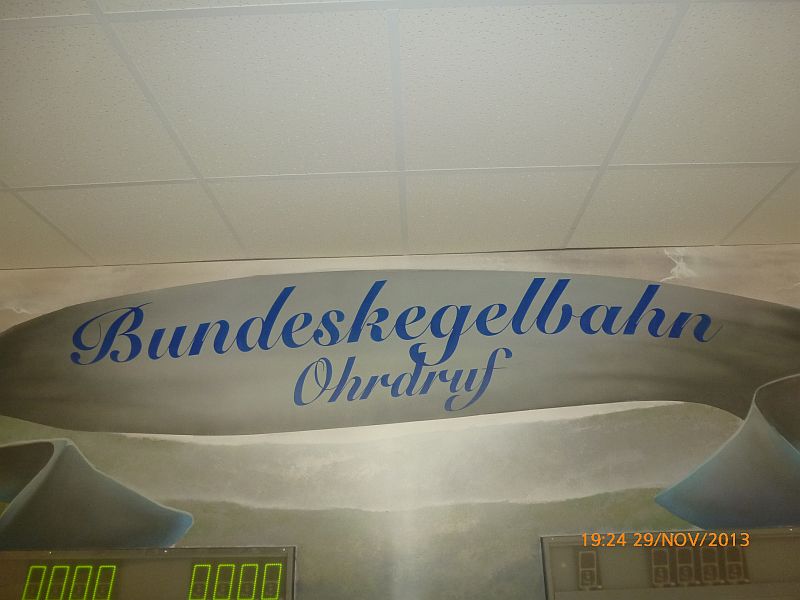 Bundeskegelbahn
Ohrdruf
0000 0000
19:24 29/NOV/2013